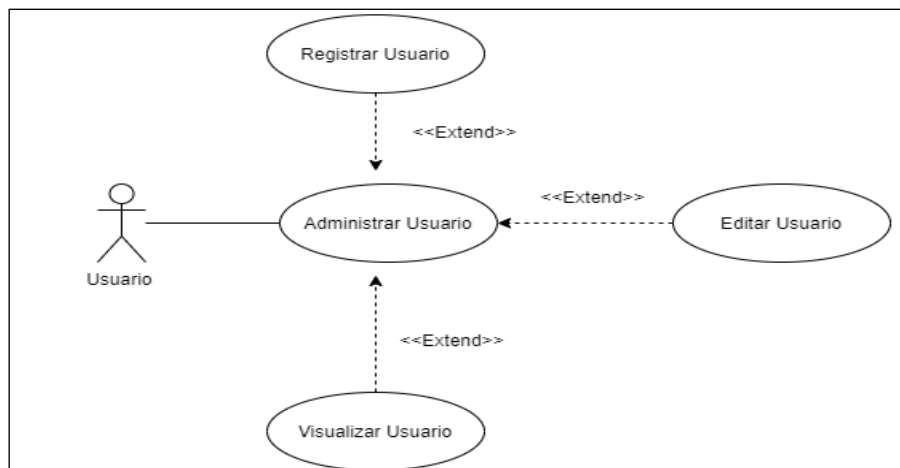 Registrar Usuario
<<Extend>>
<<Extend>>
Administrar Usuario
Editar Usuario
Usuario
<<Extend>>
Visualizar Usuario